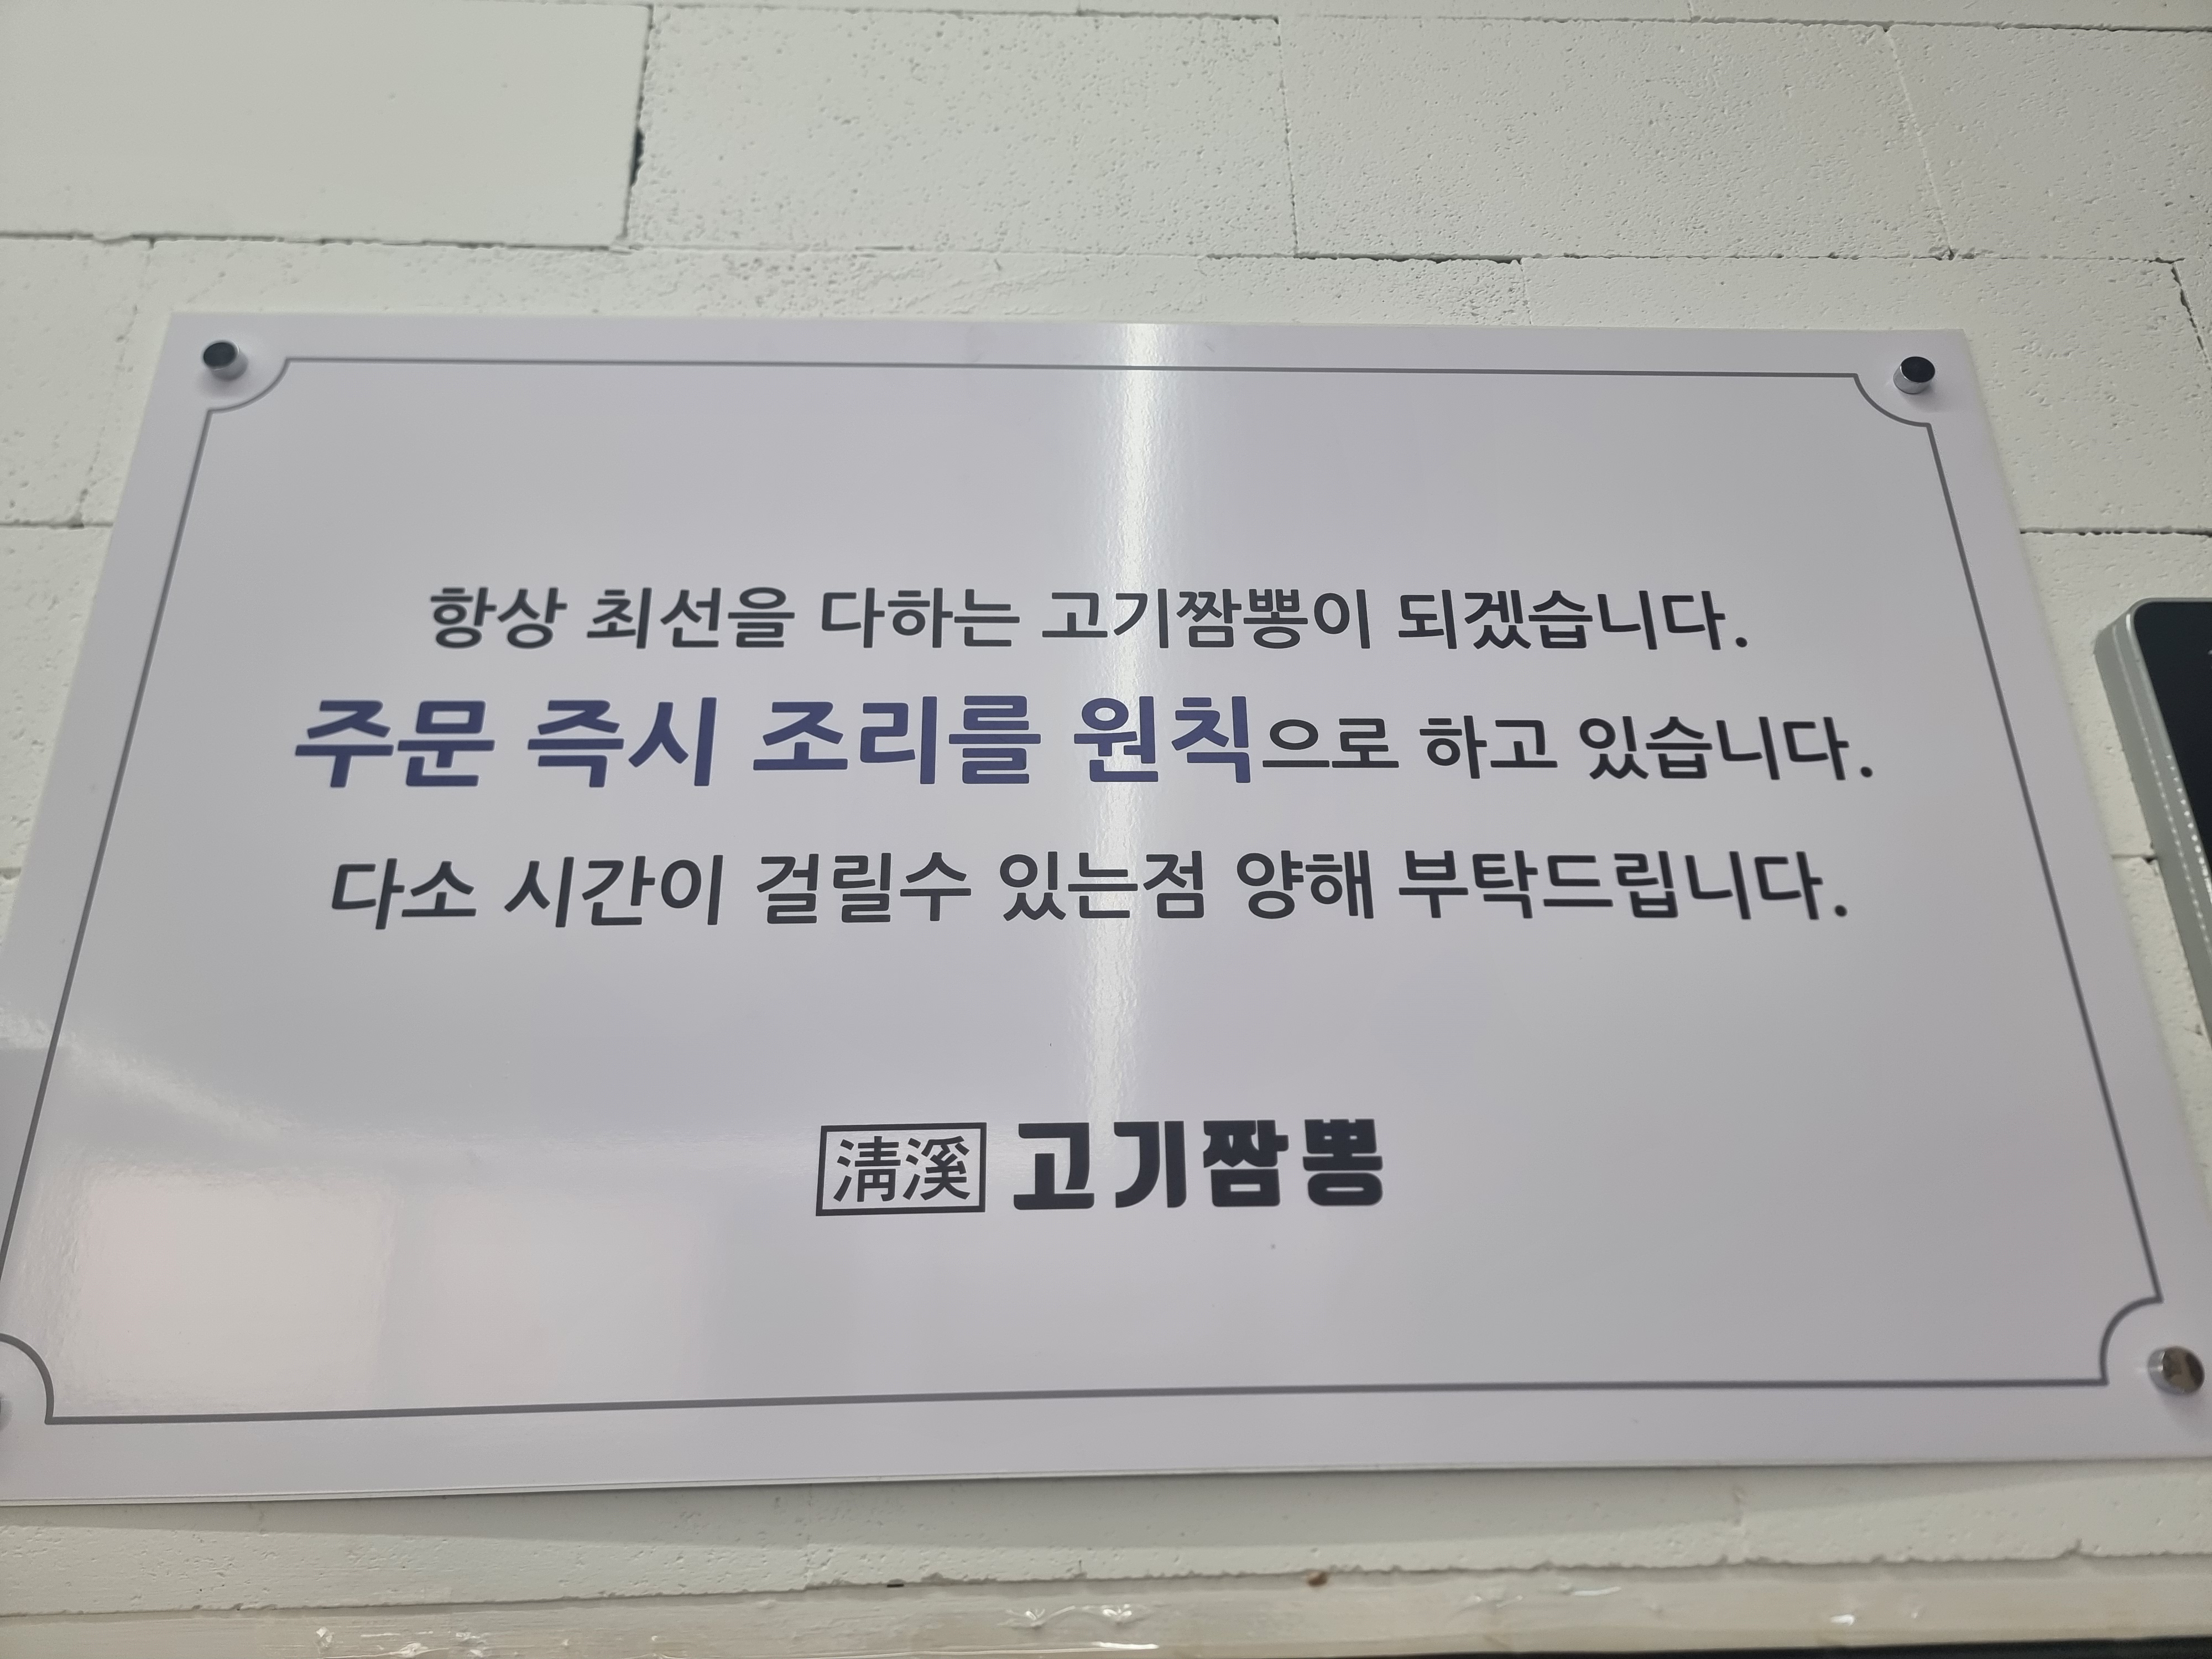 항상 최선을 다하는 고기짬뽕이 되겠습니다.
주문 즉시 조리를 원칙으로 하고 있습니다.
다소 시간이 걸릴수 있는점 양해 부탁드립니다.
淸溪 고기짬뽕